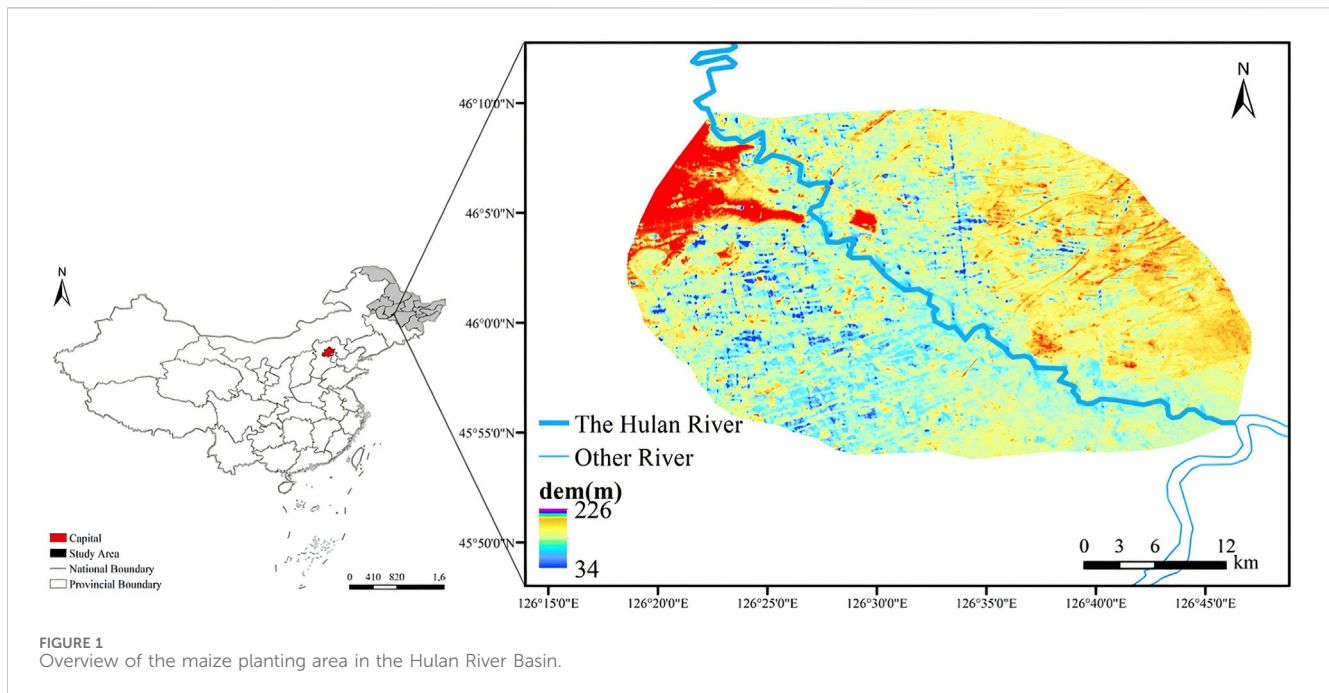 N
Capital
Study Area
National Boundary
Provincial Boundary
0 410 820 1,6
46°10'0"N
46°5'0"N
46°0'0"N
45°55'0"N
45°50'0"N
N
The Hulan River
Other River
dem(m)
226
34
0 3 6 12
km
126°15'0"E 126°20'0"E 126°25'0"E 126°30'0"E 126°35'0"E 126°40'0"E 126°45'0"E
FIGURE 1
Overview of the maize planting area in the Hulan River Basin.